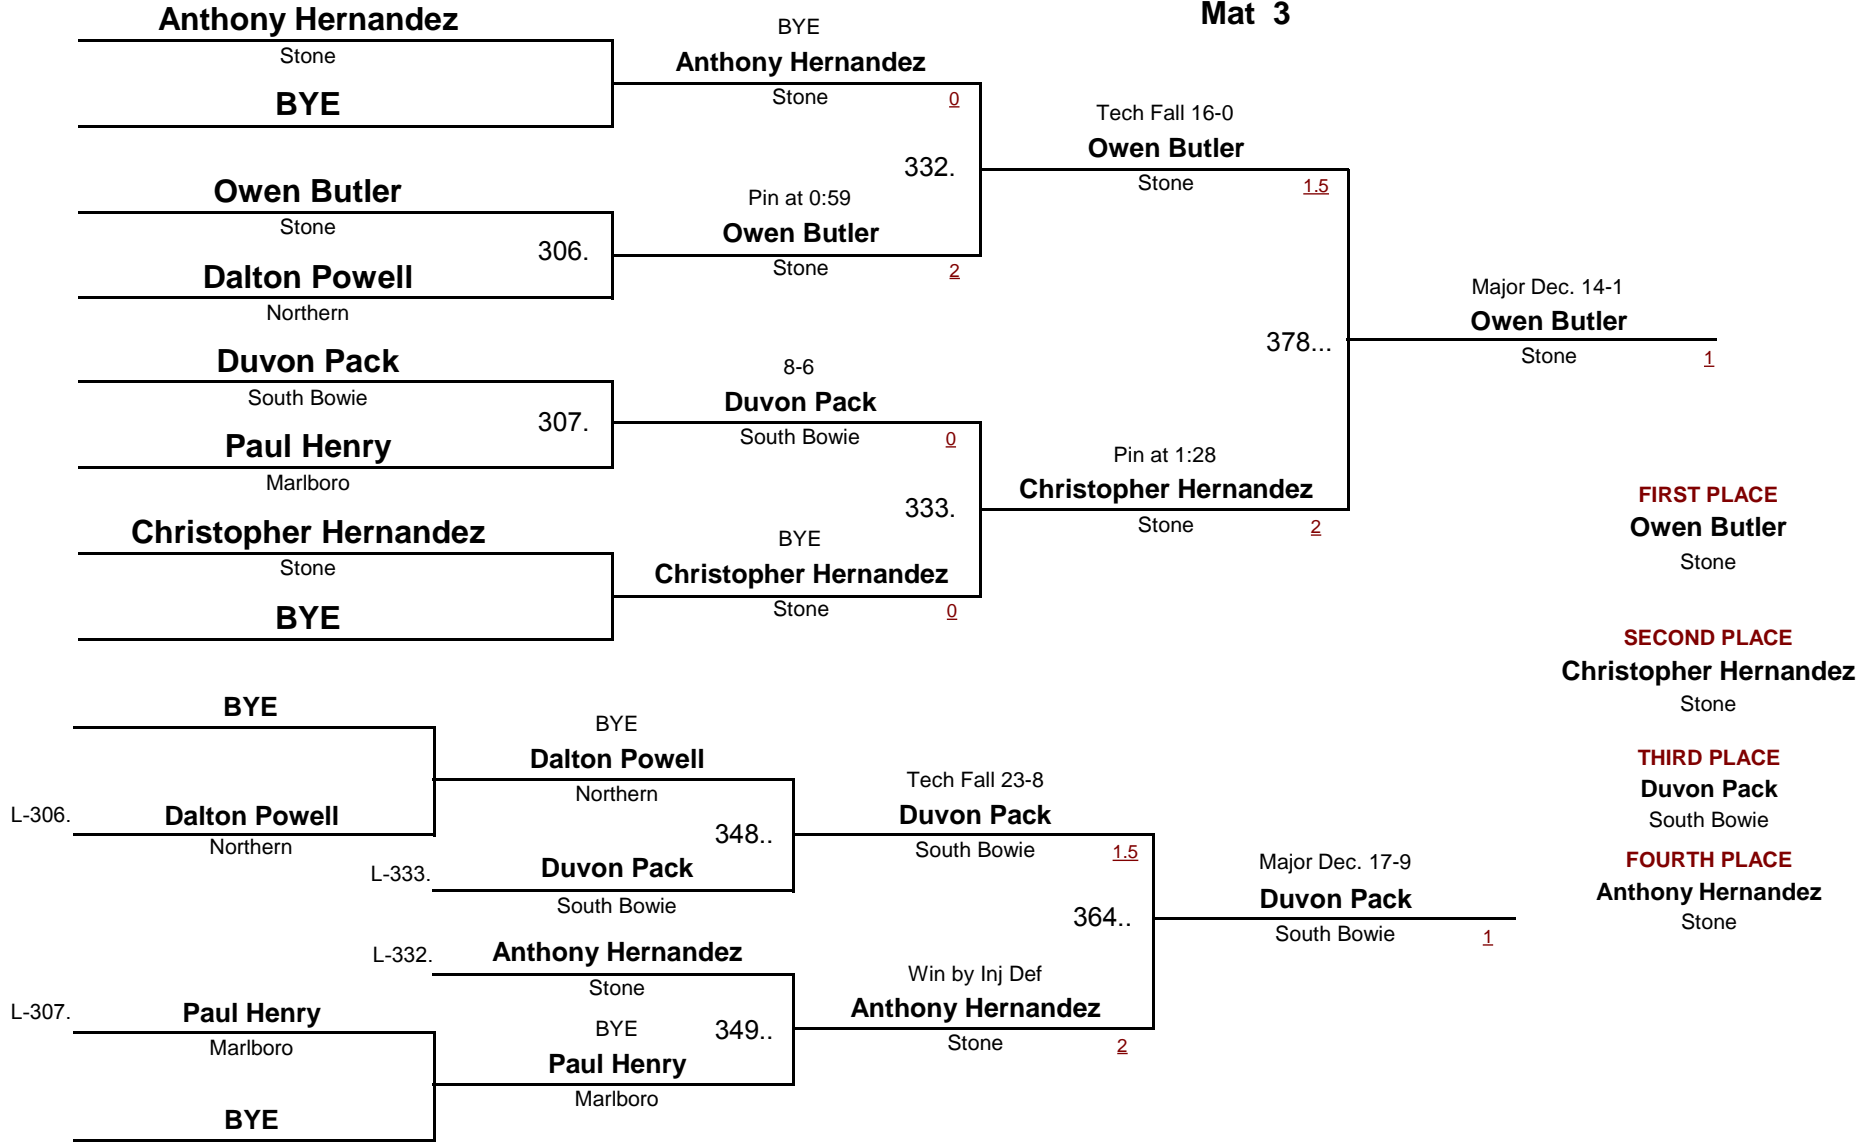 Mat 3
Anthony Hernandez
Stone
BYE
BYE
Anthony Hernandez
Stone
0
Owen Butler
Stone
306.
Dalton Powell
Northern
Pin at 0:59
Owen Butler
Stone
2
332.
Tech Fall 16-0
Owen Butler
Stone
1.5
Duvon Pack
South Bowie
307.
Paul Henry
Marlboro
8-6
Duvon Pack
South Bowie
0
Christopher Hernandez
Stone
BYE
333.
BYE
Christopher Hernandez
Stone
0
Pin at 1:28
Christopher Hernandez
Stone
2
378...
Major Dec. 14-1
Owen Butler
Stone
1
FIRST PLACE
Owen Butler
Stone
SECOND PLACE
Christopher Hernandez
Stone
THIRD PLACE
Duvon Pack
South Bowie
FOURTH PLACE
Anthony Hernandez
Stone
BYE
L-306.
Dalton Powell
Northern
BYE
Dalton Powell
Northern
348..
L-333.
Duvon Pack
South Bowie
Tech Fall 23-8
Duvon Pack
South Bowie
1.5
L-332.
Anthony Hernandez
Stone
L-307.
Paul Henry
Marlboro
BYE
BYE
349..
Paul Henry
Marlboro
Win by Inj Def
Anthony Hernandez
Stone
2
364..
Major Dec. 17-9
Duvon Pack
South Bowie
1